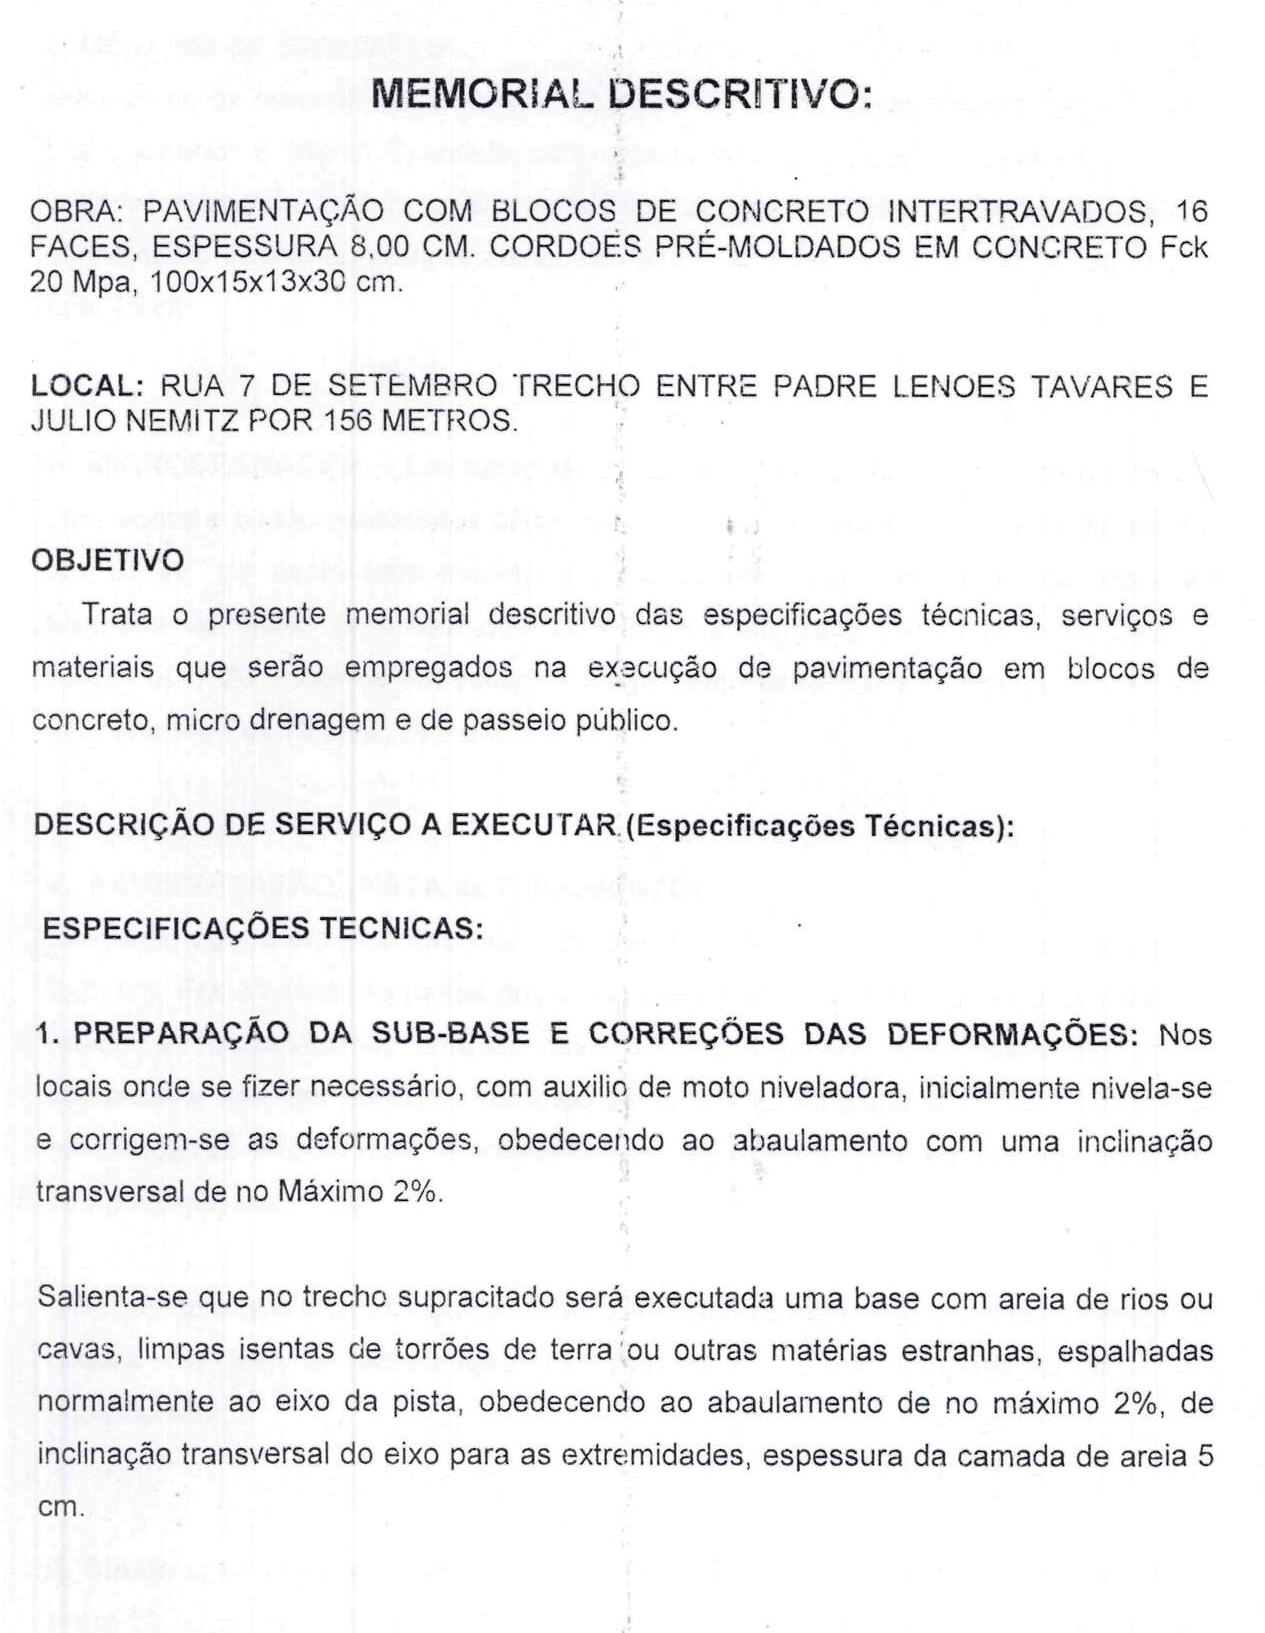 MEMORIAL DESCRITIVO:
OBRA: PAVIMENTAÇÃO COM BLOCOS DE CONCRETO INTERTRAVADOS, 16
FACES, ESPESSURA 8,00 CM. CORDOES PRÉ-MOLDADOS EM CONCRETO Fck
20 Mpa, 100x15x13x30 cm.
LOCAL: RUA 7 DE SETEMBRO TRECHO ENTRE PADRE LENOES TAVARES E
JULIO NEMITZ POR 156 METROS.
OBJETIVO
Trata o presente memorial descritivo das especificações técnicas, serviços e
materiais que serão empregados na execução de pavimentação em blocos de
concreto, micro drenagem e de passeio público.
DESCRIÇÃO DE SERVIÇO A EXECUTAR (Especificações Técnicas):
ESPECIFICAÇÕES TECNICAS:
1. PREPARAÇÃO DA SUB-BASE E CORREÇÕES DAS DEFORMAÇÕES: Nos
locais onde se fizer necessário, com auxilio de moto niveladora, inicialmente nivela-se
e corrigem-se as deformações, obedecendo ao abaulamento com uma inclinação
transversal de no Máximo 2%.
Salienta-se que no trecho supracitado será executada uma base com areia de rios ou
cavas, limpas isentas de torrões de terra ou outras matérias estranhas, espalhadas
normalmente ao eixo da pista, obedecendo ao abaulamento de no máximo 2%, de
inclinação transversal do eixo para as extremidades, espessura da camada de areia 5
cm.